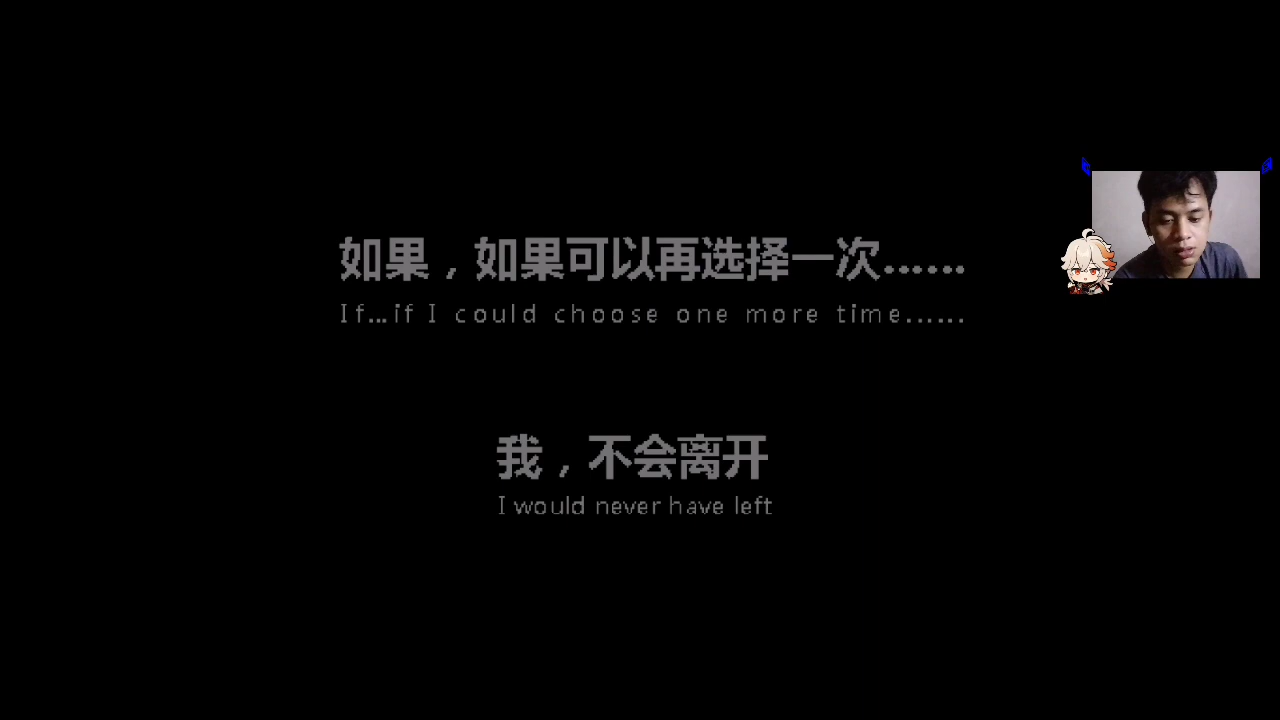 如果，如果可以再选择一次……
If...if I could choose one more time......
我，不会离开
I would never have left